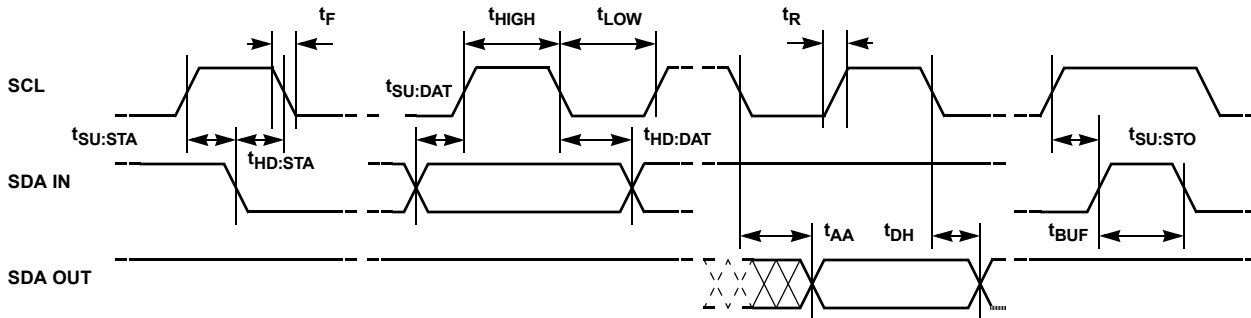 tF
tHIGH
tLOW
tR
SCL
tSU:DAT
tSU:STA
tHD:STA
tHD:DAT
tSU:STO
SDA IN
tAA
tDH
tBUF
SDA OUT